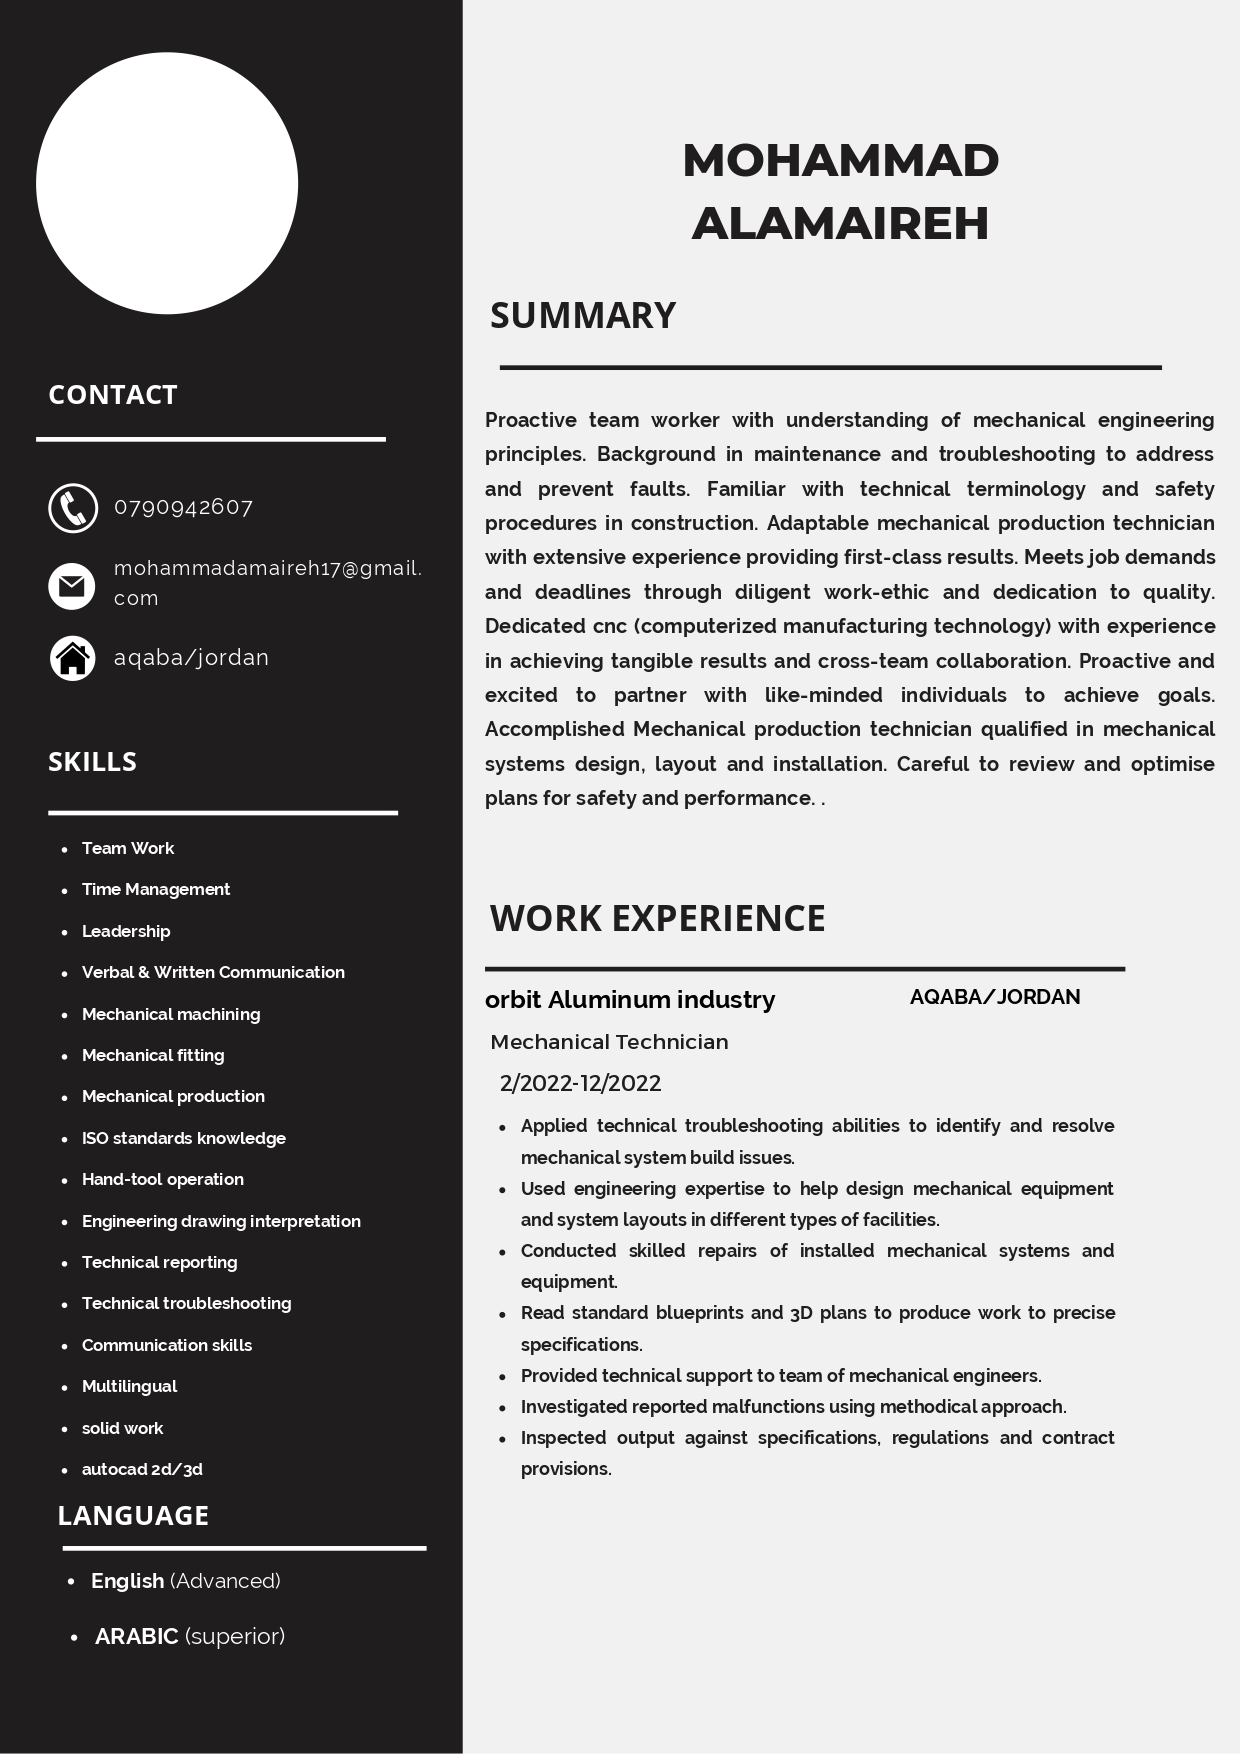 MOHAMMAD
ALAMAIREH
CONTACT
0790942607
mohammadamaireh17@gmail.
com
aqaba/jordan
SKILLS
Team Work
Time Management
Leadership
Verbal & Written Communication
Mechanical machining
Mechanical fitting
Mechanical production
ISO standards knowledge
Hand-tool operation
Engineering drawing interpretation
Technical reporting
Technical troubleshooting
Communication skills
Multilingual
solid work
autocad 2d/3d
LANGUAGE
English (Advanced)
ARABIC (superior)
SUMMARY
Proactive team worker with understanding of mechanical engineering
principles. Background in maintenance and troubleshooting to address
and prevent faults. Familiar with technical terminology and safety
procedures in construction. Adaptable mechanical production technician
with extensive experience providing first-class results. Meets job demands
and deadlines through diligent work-ethic and dedication to quality.
Dedicated cnc (computerized manufacturing technology) with experience
in achieving tangible results and cross-team collaboration. Proactive and
excited to partner with like-minded individuals to achieve goals.
Accomplished Mechanical production technician qualified in mechanical
systems design, layout and installation. Careful to review and optimise
plans for safety and performance. .
WORK EXPERIENCE
orbit Aluminum industry AQABA/JORDAN
Mechanical Technician
2/2022-12/2022
Applied technical troubleshooting abilities to identify and resolve
mechanical system build issues.
Used engineering expertise to help design mechanical equipment
and system layouts in different types of facilities.
Conducted skilled repairs of installed mechanical systems and
equipment.
Read standard blueprints and 3D plans to produce work to precise
specifications.
Provided technical support to team of mechanical engineers.
Investigated reported malfunctions using methodical approach.
Inspected output against specifications, regulations and contract
provisions.